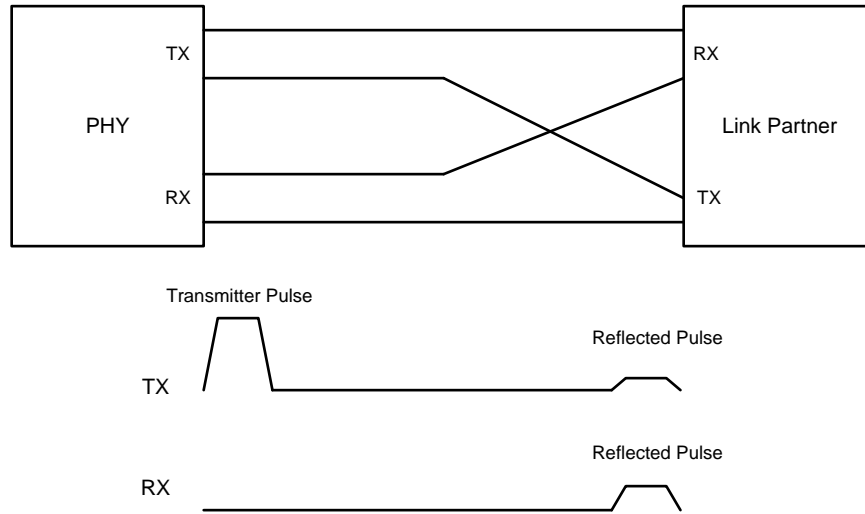 TX
RX
PHY
Link Partner
RX
TX
Transmitter Pulse
Reflected Pulse
TX
Reflected Pulse
RX